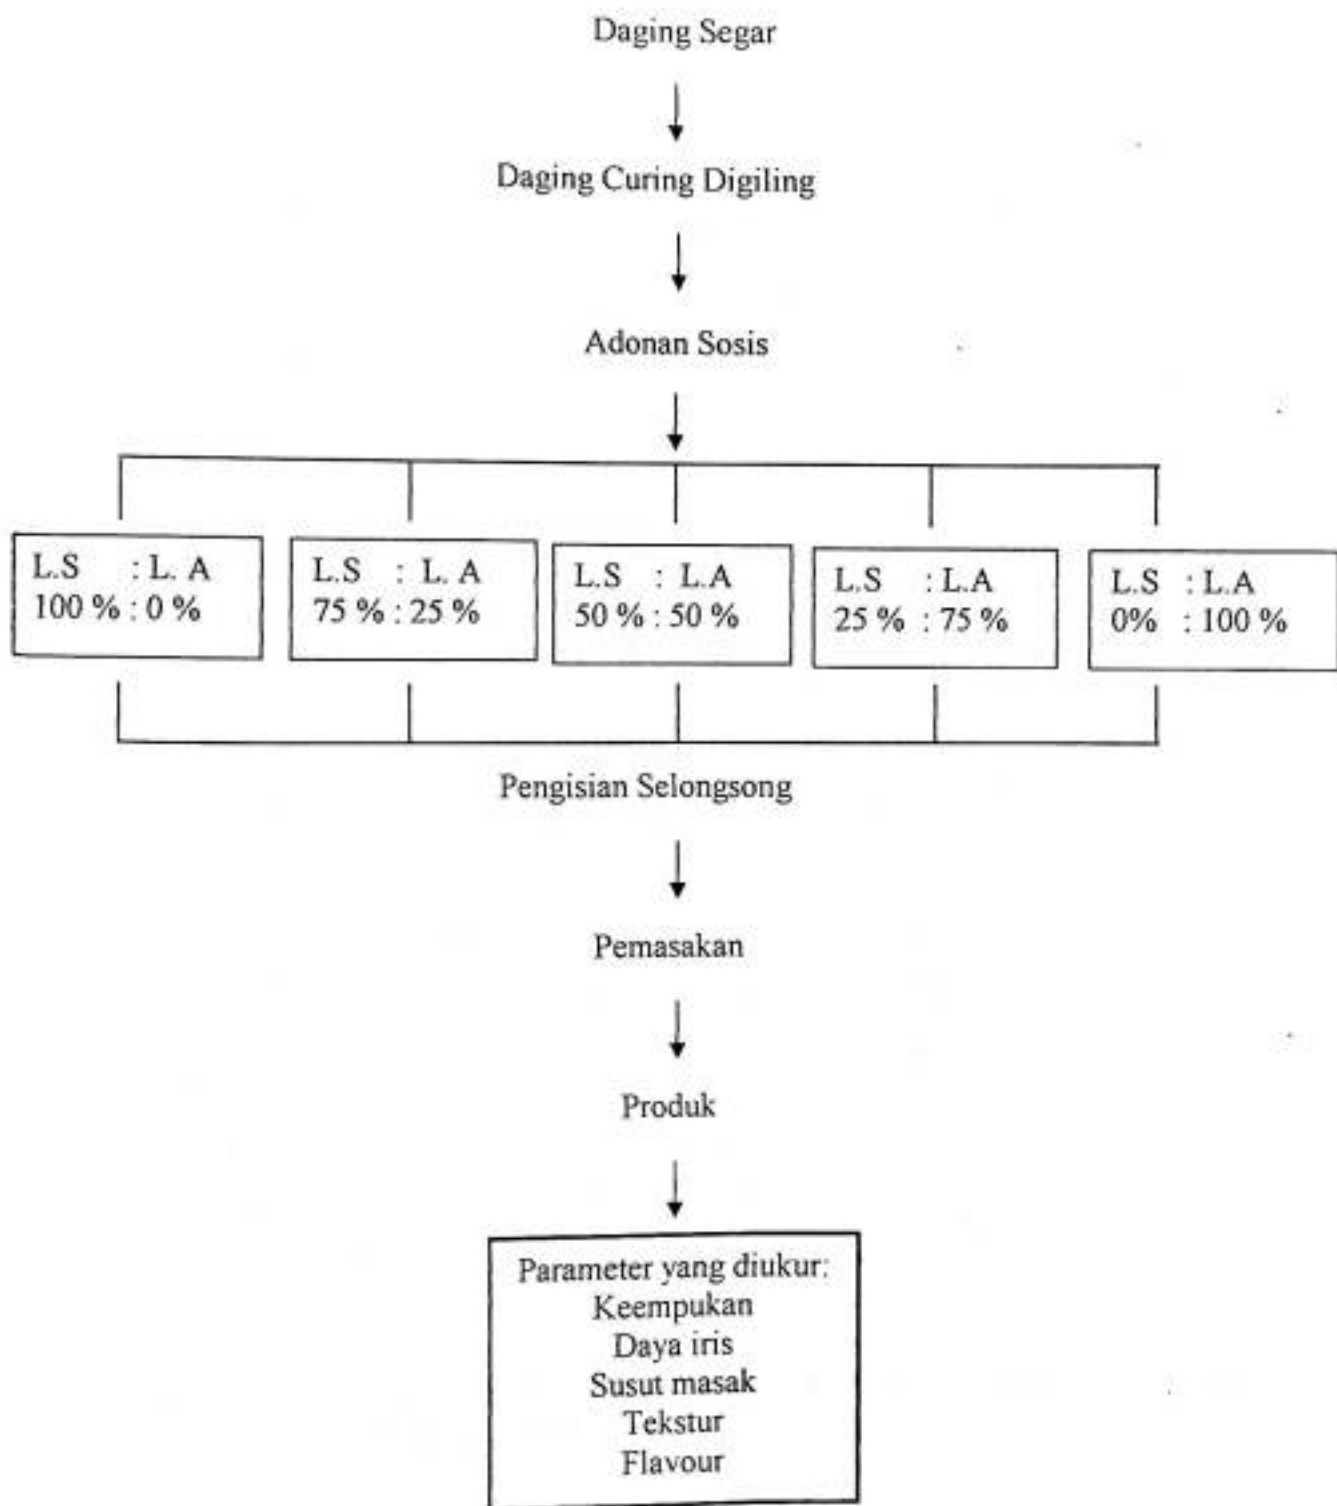 Daging Segar
Daging Curing Digiling
Adonan Sosis
L.S : L. A
100 % : 0 %
L.S : L. A
75 % : 25 %
L.S : L.A
50 % : 50 %
L.S : L.A
25 % : 75 %
L.S : L.A
0% : 100 %
Pengisian Selongsong
Pemasakan
Produk
Parameter yang diukur:
Keempukan
Daya iris
Susut masak
Tekstur
Flavour